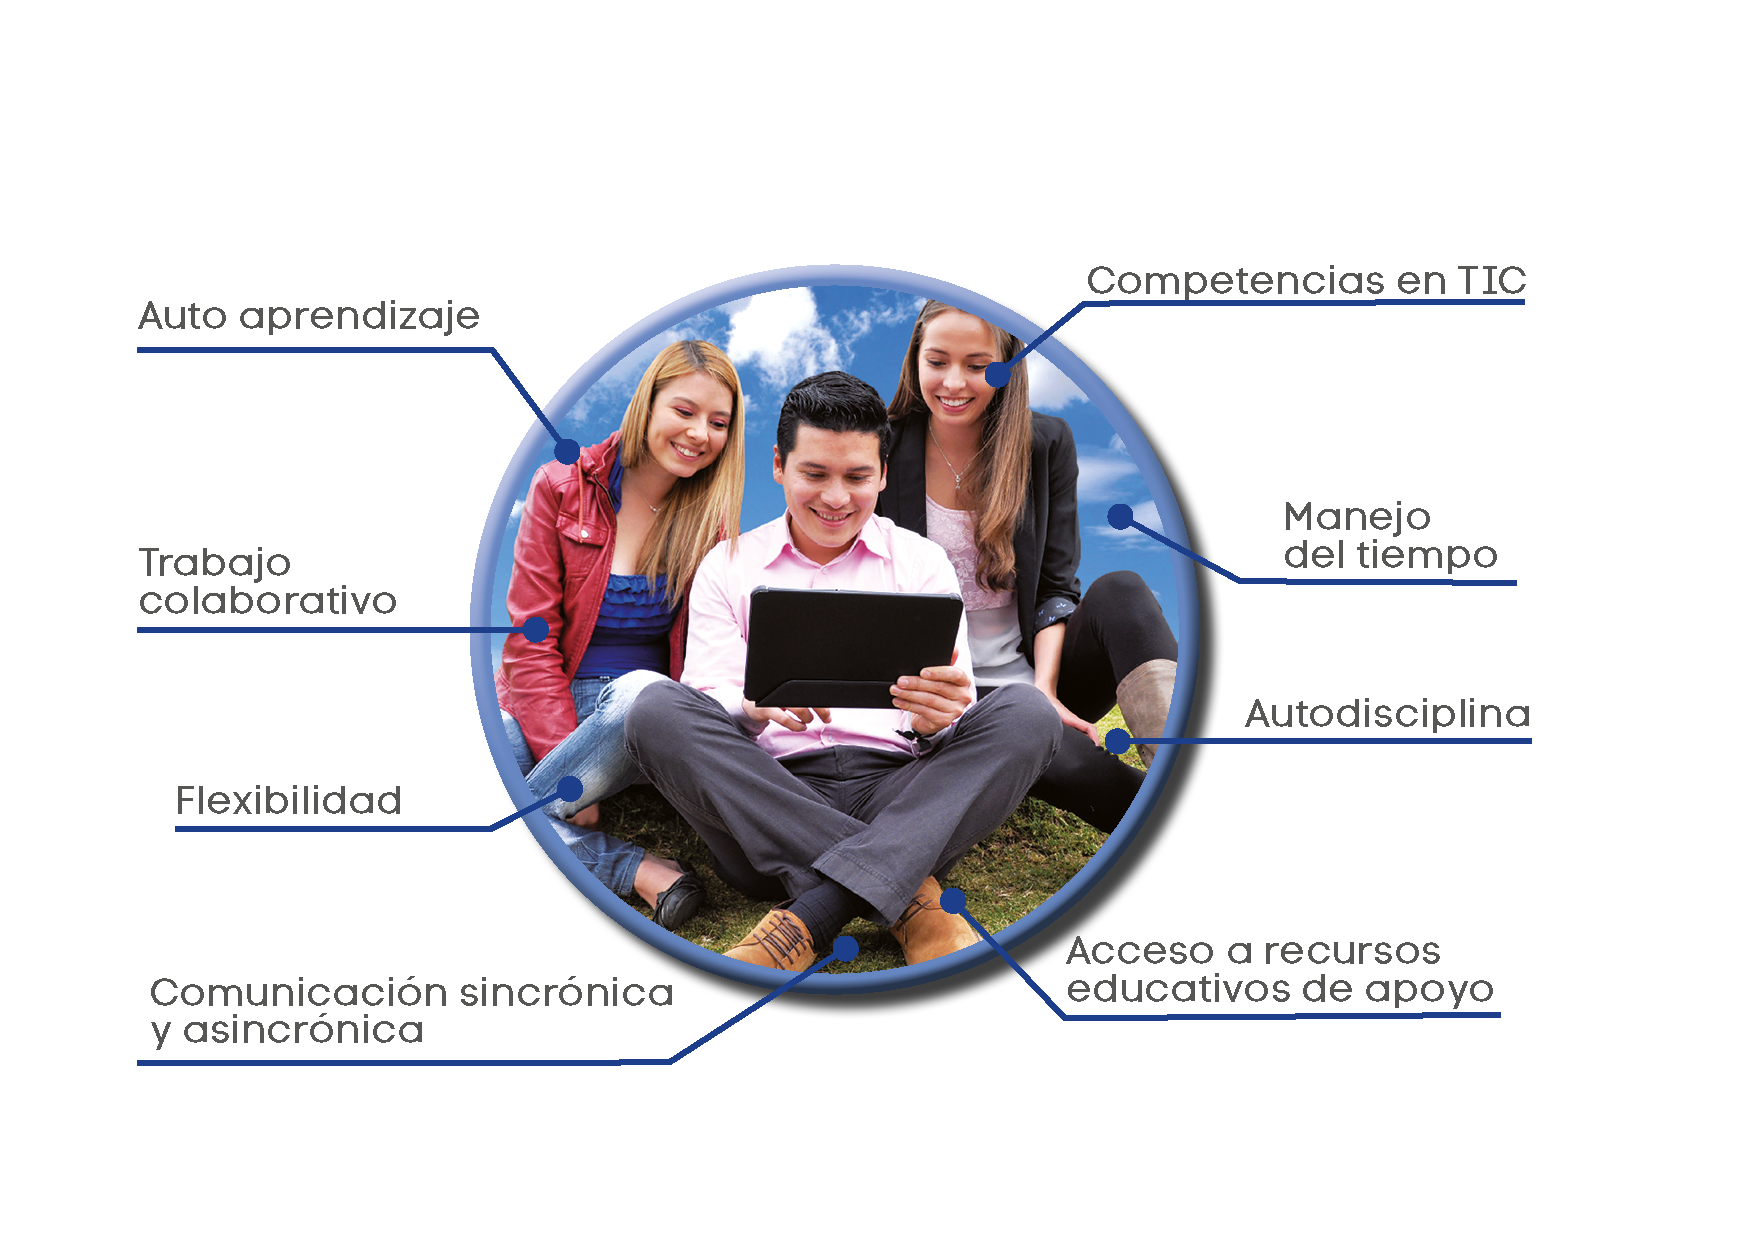 Auto aprendizaje
Trabajo
colaborativo
Flexibilidad
Comunicación sincrónica
y asincrónica
Competencias en TIC
Manejo
del tiempo
Autodisciplina
Acceso a recursos
educativos de apoyo